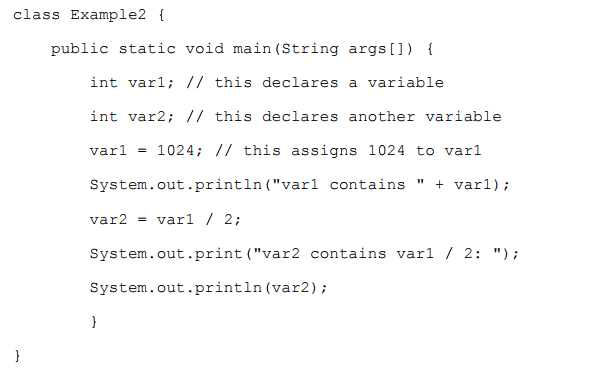 class Example2 {
public static void main(String args[]) {
int var1; // this declares a variable
int var2; // this declares another variable
var1 = 1024; // this assigns 1024 to var1
System.out.println("var1 contains " + var1);
var2 = var1 / 2;
System.out.print("var2 contains var1 / 2: ");
System.out.println(var2);
}
}